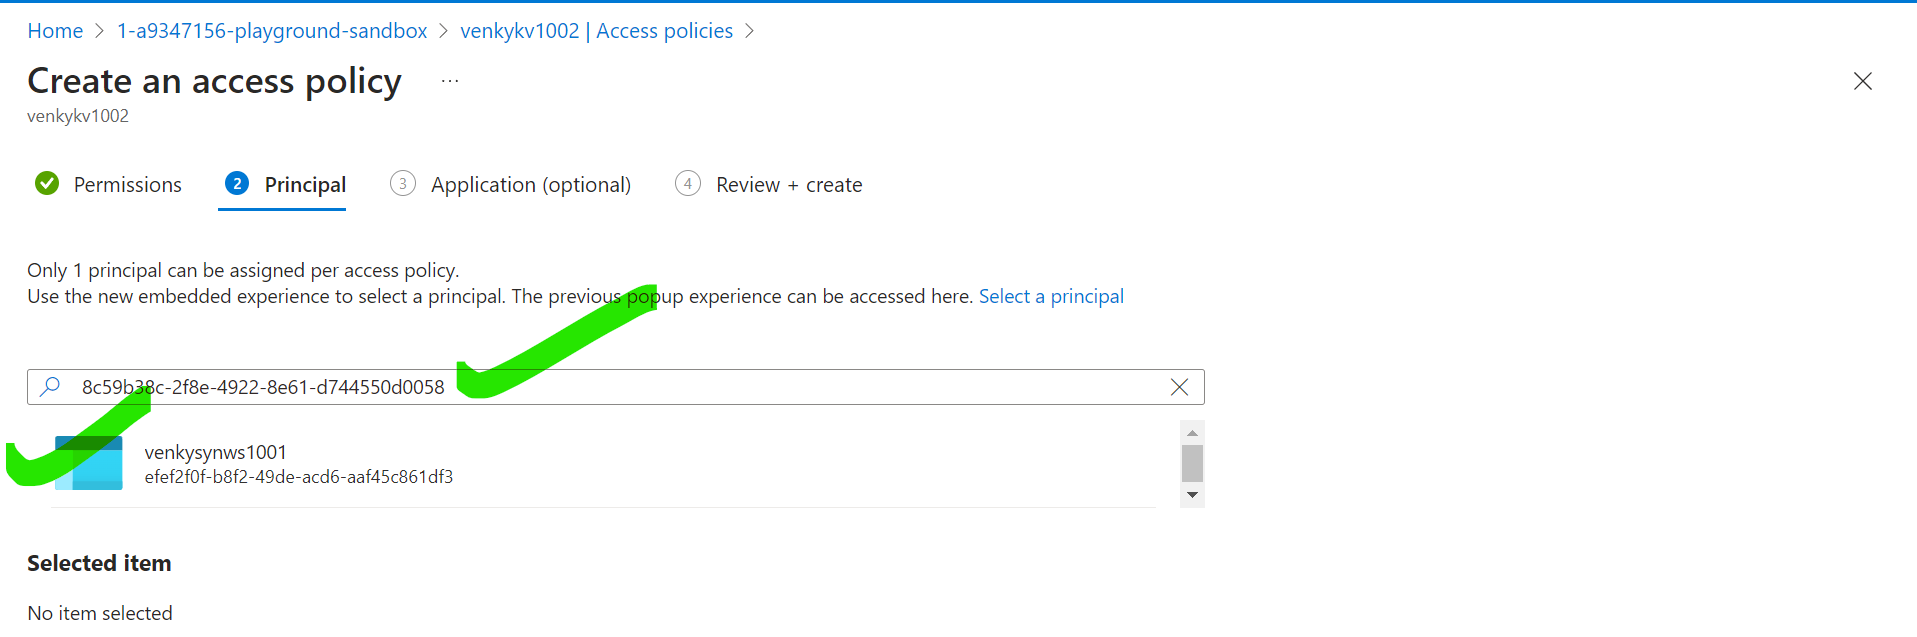 Home > 1-a9347156-playground-sandbox > venkykv1002 | Access policies >
Create an access policy ...
venkykv1002
Permissions 2 Principal 3 Application (optional) 4 Review + create
Only 1 principal can be assigned per access policy.
Use the new embedded experience to select a principal. The previous popup experience can be accessed here. Select a principal
8c59b38c-2f8e-4922-8e61-d744550d0058
venkysynws1001
efef2f0f-b8f2-49de-acd6-aaf45c861df3
Selected item
No item selected